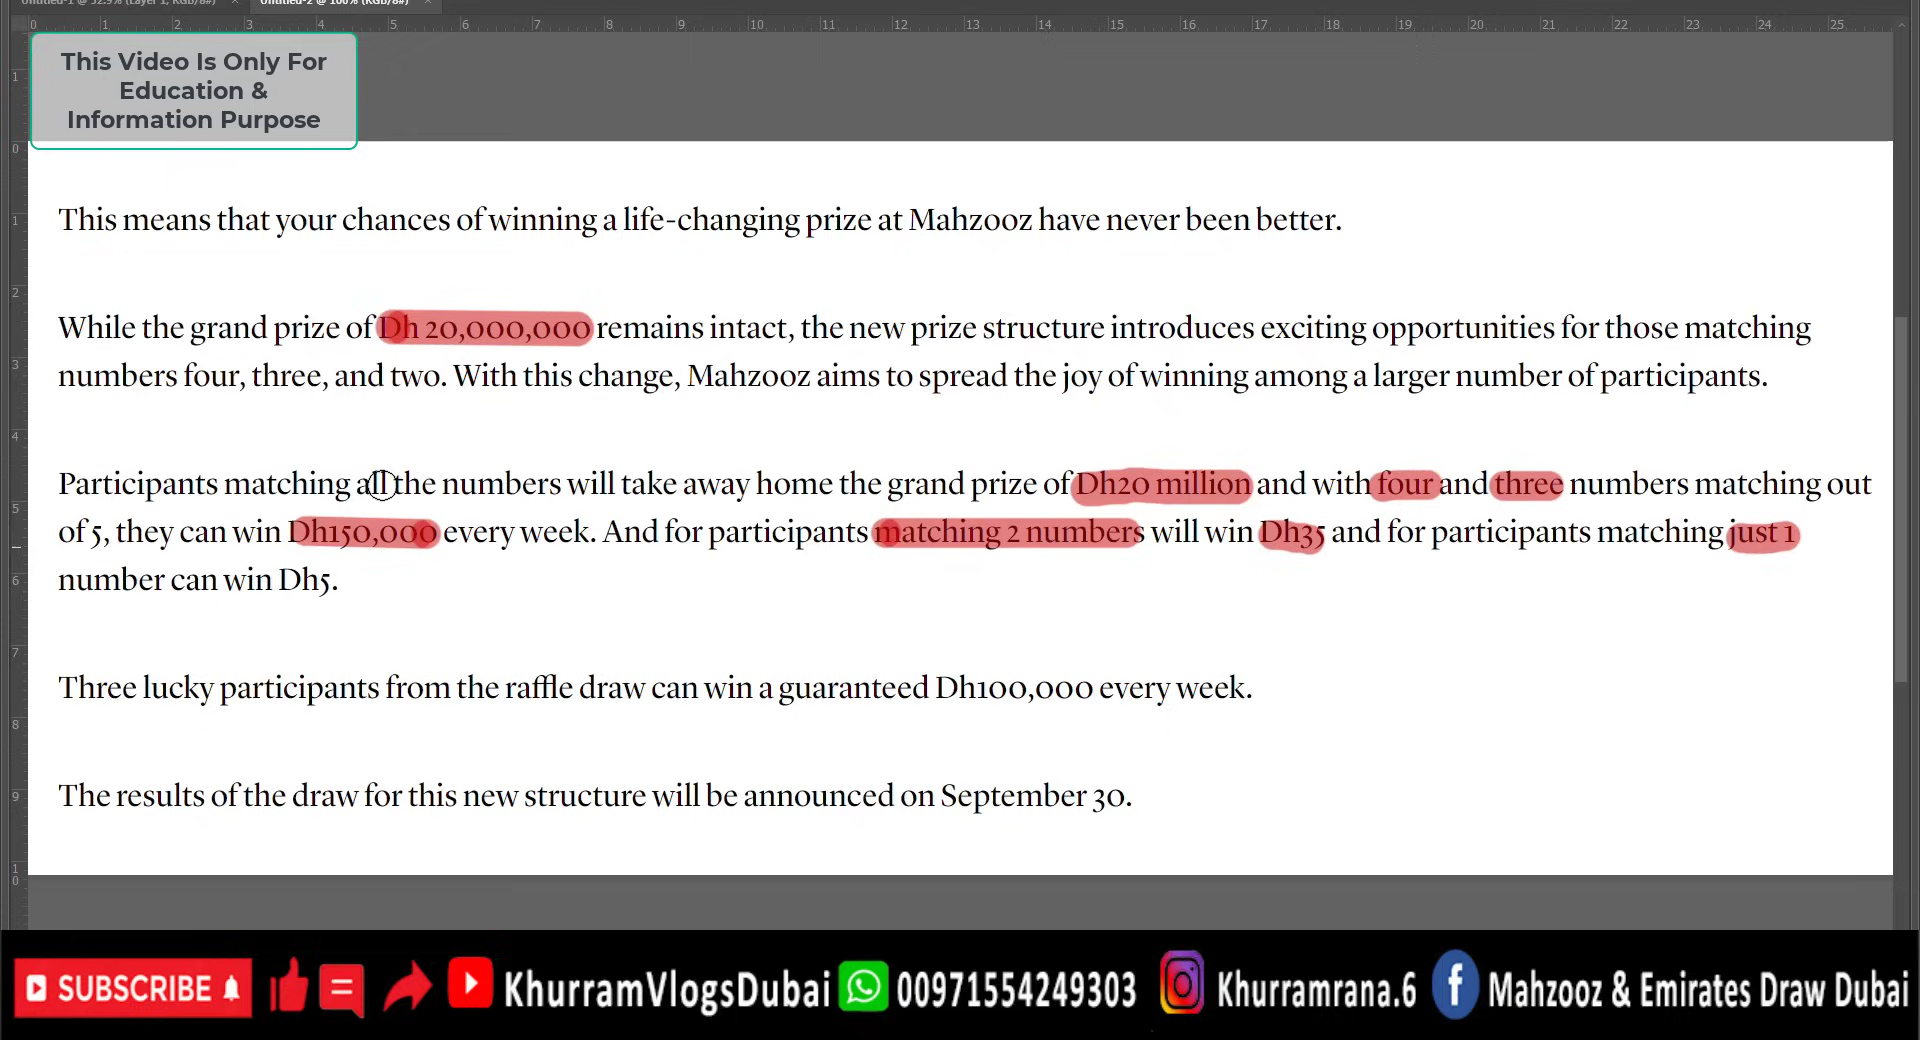 Untitled-2 @ 100% (RGB/8#)
This Video Is Only For
Education &
Information Purpose
This means that your chances of winning a life-changing prize at Mahzooz have never been better.
While the grand prize of Dh 20,000,000 remains intact, the new prize structure introduces exciting opportunities for those matching
numbers four, three, and two. With this change, Mahzooz aims to spread the joy of winning among a larger number of participants.
Participants matching all the numbers will take away home the grand prize of Dh20 million and with four and three numbers matching out
of 5, they can win Dh150,000 every week. And for participants matching 2 numbers will win Dh35 and for participants matching just 1
number can win Dh5.
Three lucky participants from the raffle draw can win a guaranteed Dh100,000 every week.
The results of the draw for this new structure will be announced on September 30.
SUBSCRIBE KhurramVlogsDubai 00971554249303 Khurramrana.6 Mahzooz & Emirates Draw Dubai